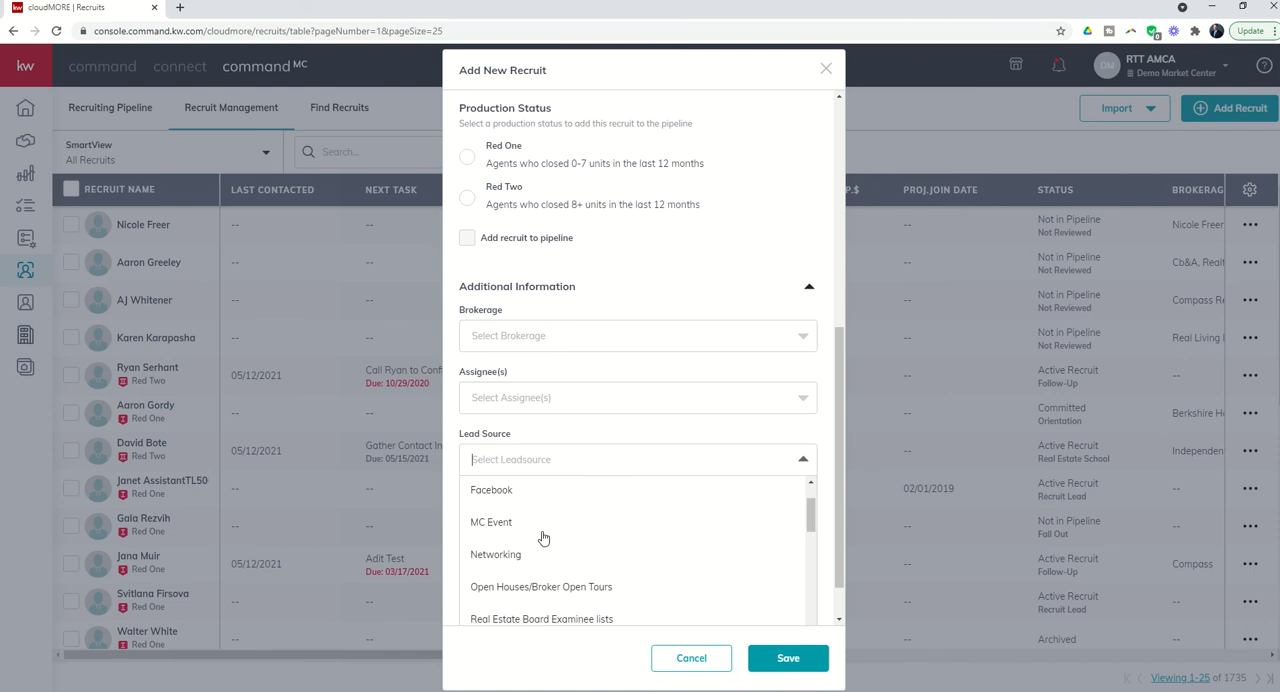 kw cloudMORE | Recruits
console.command.kw.com/cloudmore/recruits/table?pageNumber=1&pageSize=25
Update
kw
command connect command MC
RTT AMCA
DM
Demo Market Center
Recruiting Pipeline Recruit Management Find Recruits
Import
Add Recruit
SmartView
All Recruits
Search...
RECRUIT NAME LAST CONTACTED NEXT TASK P.$ PROJ.JOIN DATE STATUS BROKERAG
Nicole Freer -- -- -- Not in Pipeline Nicole Freer
Not Reviewed
Aaron Greeley -- -- -- Not in Pipeline Cb&A, Realt
Not Reviewed
AJ Whitener -- -- -- Not in Pipeline Compass Re
Not Reviewed
Karen Karapasha -- -- -- Not in Pipeline Real Living
Not Reviewed
Ryan Serhant 05/12/2021 Call Ryan to Conf -- Active Recruit --
Red Two Due: 10/29/2020 Follow-Up
Aaron Gordy -- -- -- Committed Berkshire H
Red One Orientation
David Bote 05/12/2021 Gather Contact In -- Active Recruit Independen
Red Two Due: 05/15/2021 Real Estate School
Janet AssistantTL50 -- -- 02/01/2019 Active Recruit --
Red One Recruit Lead
Gala Rezvih -- -- -- Not in Pipeline --
Red One Fall Out
Jana Muir 05/12/2021 Adit Test -- Active Recruit Compass
Red One Due: 03/17/2021 Follow-Up
Svitlana Firsova -- -- -- Active Recruit --
Red One Recruit Lead
Walter White -- -- -- Archived --
Red One
Viewing 1-25 of 1735
Add New Recruit
Production Status
Select a production status to add this recruit to the pipeline
Red One
Agents who closed 0-7 units in the last 12 months
Red Two
Agents who closed 8+ units in the last 12 months
Add recruit to pipeline
Additional Information
Brokerage
Select Brokerage
Assignee(s)
Select Assignee(s)
Lead Source
Select Leadsource
Facebook
MC Event
Networking
Open Houses/Broker Open Tours
Real Estate Board Examinee lists
Cancel Save